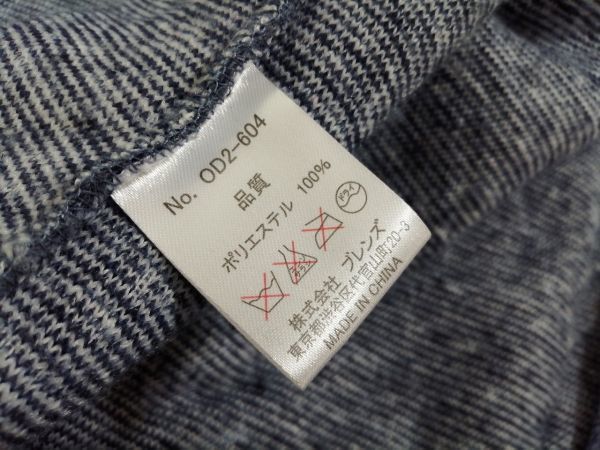 No. OD2-604
品質
ポリエステル 100%
ドライ
株式会社 ブレンズ
東京都渋谷区代官山町20-3
MADE IN CHINA